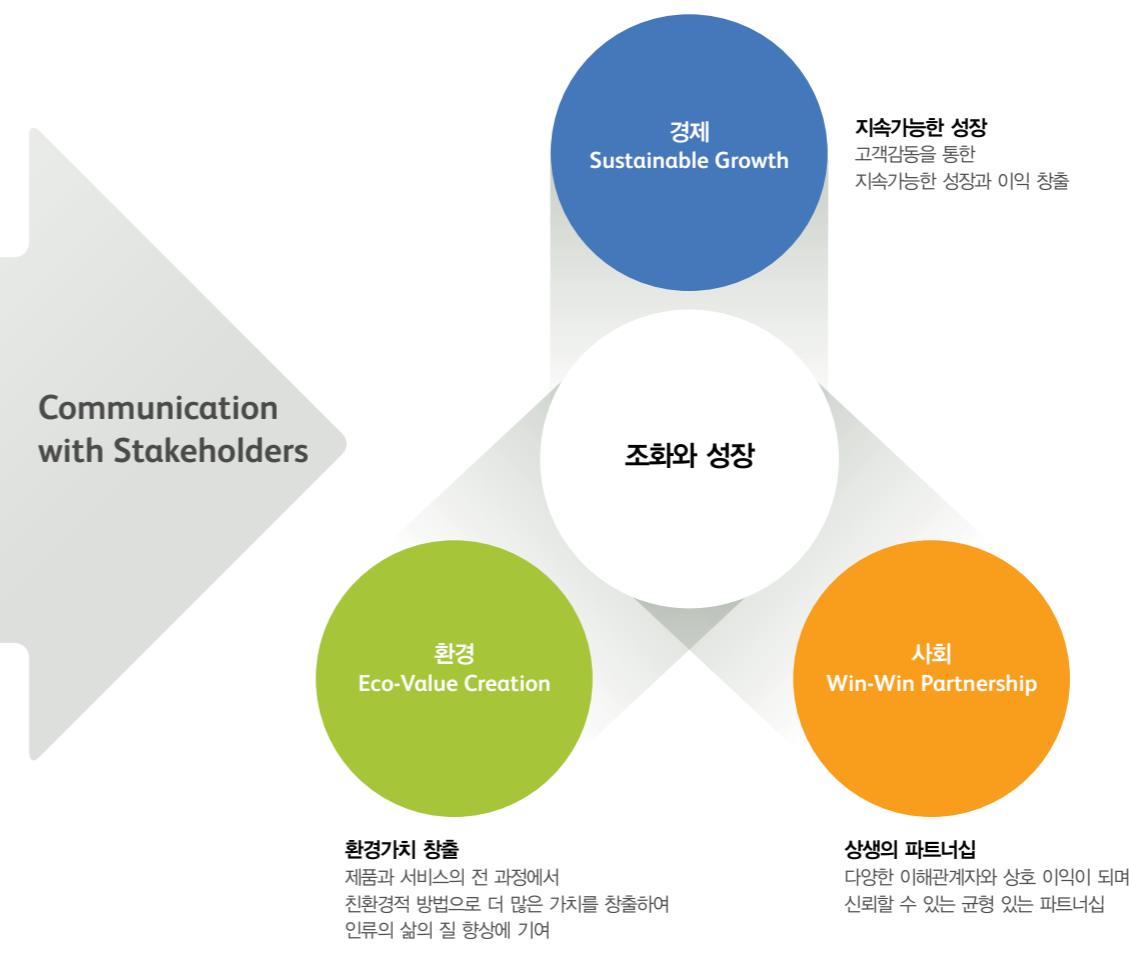 경제
Sustainable Growth
지속가능한 성장
고객감동을 통한
지속가능한 성장과 이익 창출
Communication
with Stakeholders
조화와 성장
환경
Eco-Value Creation
사회
Win-Win Partnership
환경가치 창출
제품과 서비스의 전 과정에서
친환경적 방법으로 더 많은 가치를 창출하여
인류의 삶의 질 향상에 기여
상생의 파트너십
다양한 이해관계자와 상호 이익이 되며
신뢰할 수 있는 균형 있는 파트너십